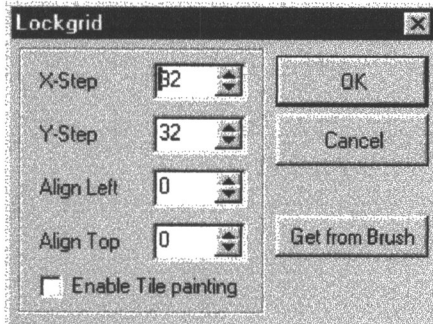 Lockgrid
X-Step 32
OK
Y-Step 32
Cancel
Align Left 0
Align Top 0
Get from Brush
Enable Tile painting